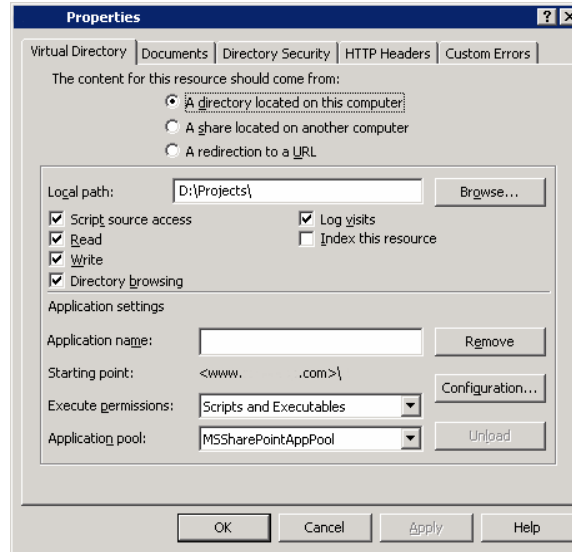 Properties
Virtual Directory Documents Directory Security HTTP Headers Custom Errors
The content for this resource should come from:
A directory located on this computer
A share located on another computer
A redirection to a URL
Local path: D:\Projects\ Browse...
Script source access Log visits
Read Index this resource
Write
Directory browsing
Application settings
Application name: Remove
Starting point: <www. .com>\
Configuration...
Execute permissions: Scripts and Executables
Application pool: MSSharePointAppPool Unload
OK Cancel Apply Help